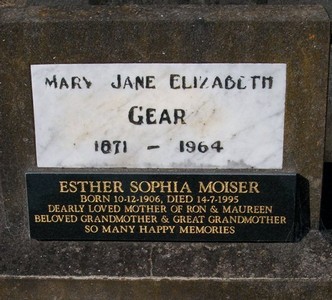 MARY JANE ELIZABETH
GEAR
1871 - 1964
ESTHER SOPHIA MOISER
BORN 10-12-1906, DIED 14-7-1995
DEARLY LOVED MOTHER OF RON & MAUREEN
BELOVED GRANDMOTHER & GREAT GRANDMOTHER
SO MANY HAPPY MEMORIES